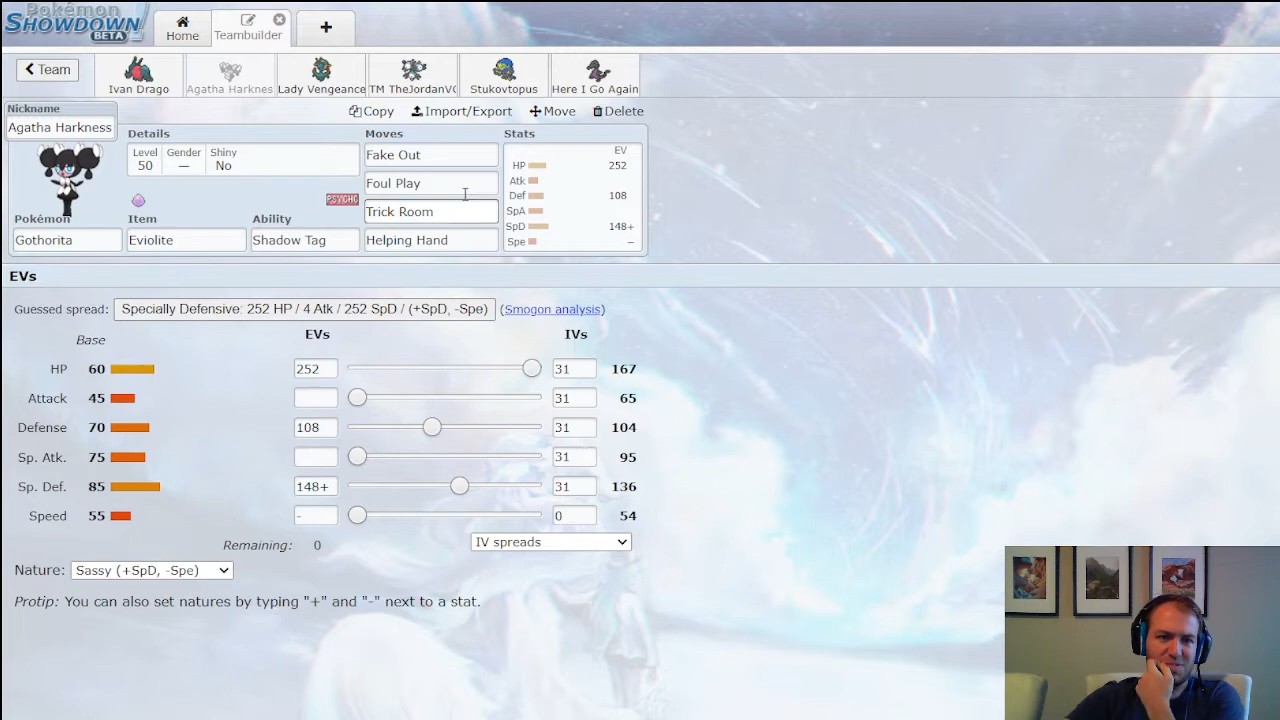 Pokémon
SHOWDOWN!
BETA
Home
Teambuilder
+
Team
Ivan Drago
Agatha Harknes
Lady Vengeance
TM TheJordanVG
Stukovtopus
Here I Go Again
Nickname
Agatha Harkness
Copy
Import/Export
Move
Delete
Details
Level
50
Gender
—
Shiny
No
PSYCHC
Pokémon
Gothorita
Item
Eviolite
Ability
Shadow Tag
Moves
Fake Out
Foul Play
Trick Room
Helping Hand
Stats
EV
HP 252
Atk
Def 108
SpA
SpD 148+
Spe –
EVs
Guessed spread: Specially Defensive: 252 HP / 4 Atk / 252 SpD / (+SpD, -Spe) (Smogon analysis)
Base EVs IVs
HP 60 252 31 167
Attack 45 31 65
Defense 70 108 31 104
Sp. Atk. 75 31 95
Sp. Def. 85 148+ 31 136
Speed 55 - 0 54
Remaining: 0
IV spreads
Nature: Sassy (+SpD, -Spe)
Protip: You can also set natures by typing "+" and "-" next to a stat.